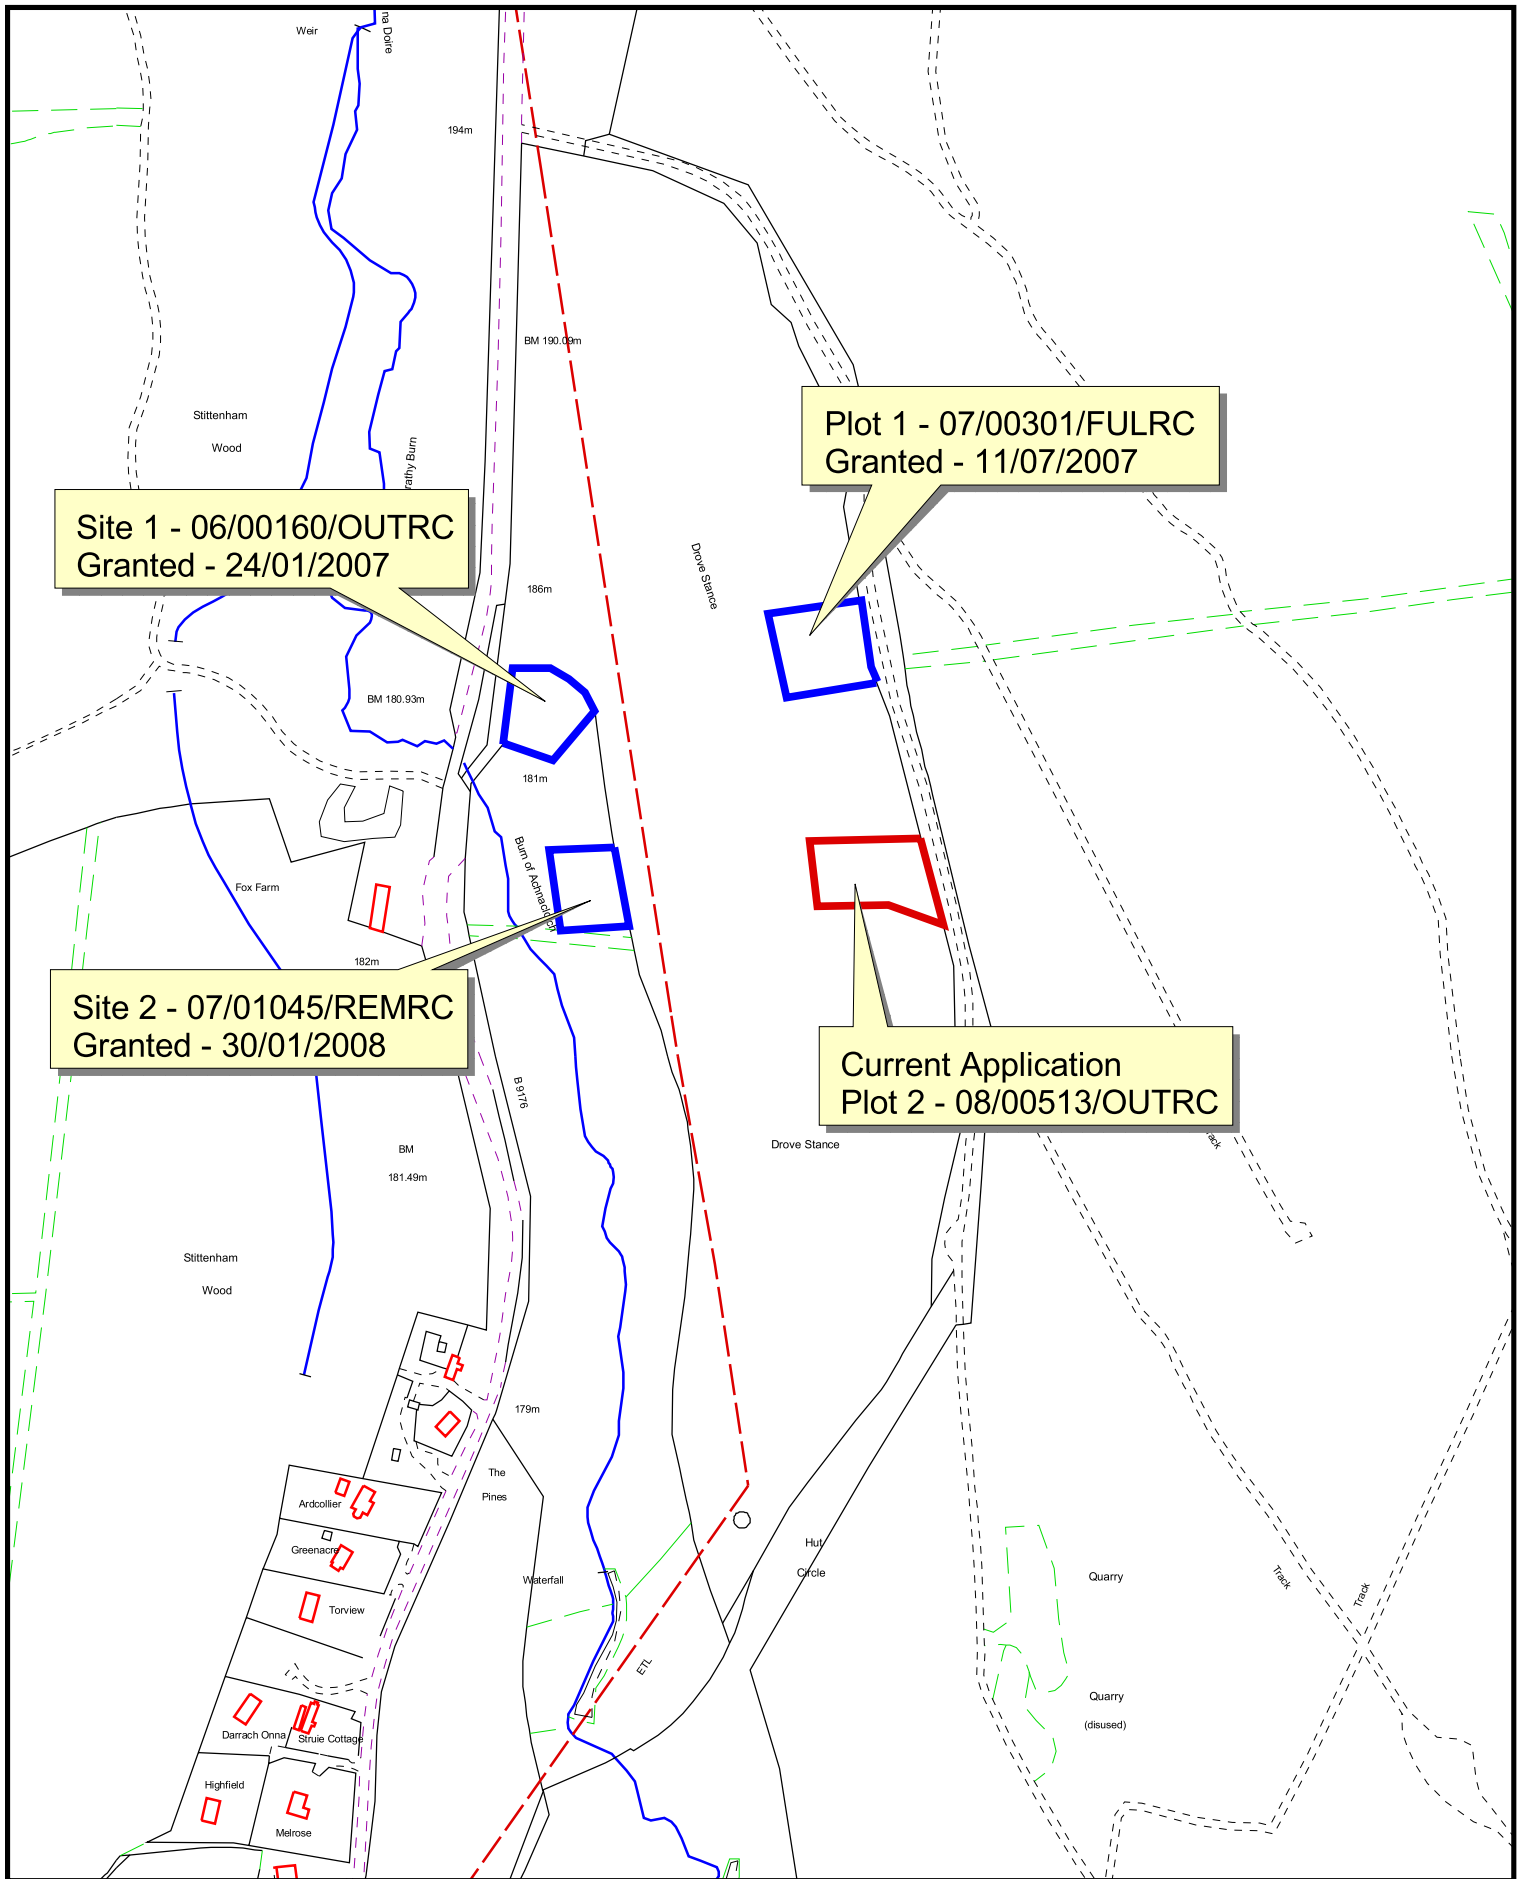 Weir
na Doire
194m
BM 190.09m
Stittenham
Wood
rathy Burn
Plot 1 - 07/00301/FULRC
Granted - 11/07/2007
Site 1 - 06/00160/OUTRC
Granted - 24/01/2007
Drove Stance
186m
BM 180.93m
181m
Burn of Achnacloich
Fox Farm
182m
Site 2 - 07/01045/REMRC
Granted - 30/01/2008
Current Application
Plot 2 - 08/00513/OUTRC
B 9176
BM
181.49m
Drove Stance
rack
Stittenham
Wood
179m
The
Pines
Ardcollier
Greenacre
Torview
Waterfall
Hut
Circle
Quarry
Track
Track
ETL
Quarry
(disused)
Darrach Onna
Struie Cottage
Highfield
Melrose